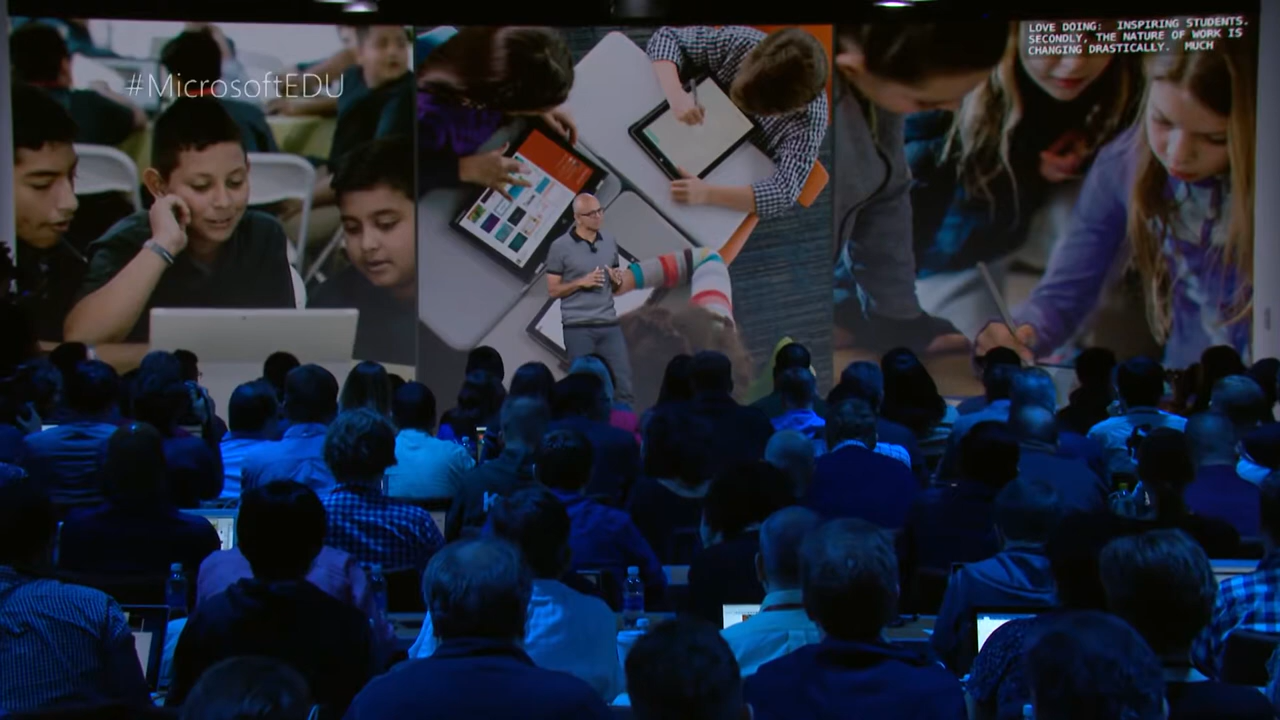 #MicrosoftEDU
LOVE DOING: INSPIRING STUDENTS.
SECONDLY, THE NATURE OF WORK IS
CHANGING DRASTICALLY. MUCH